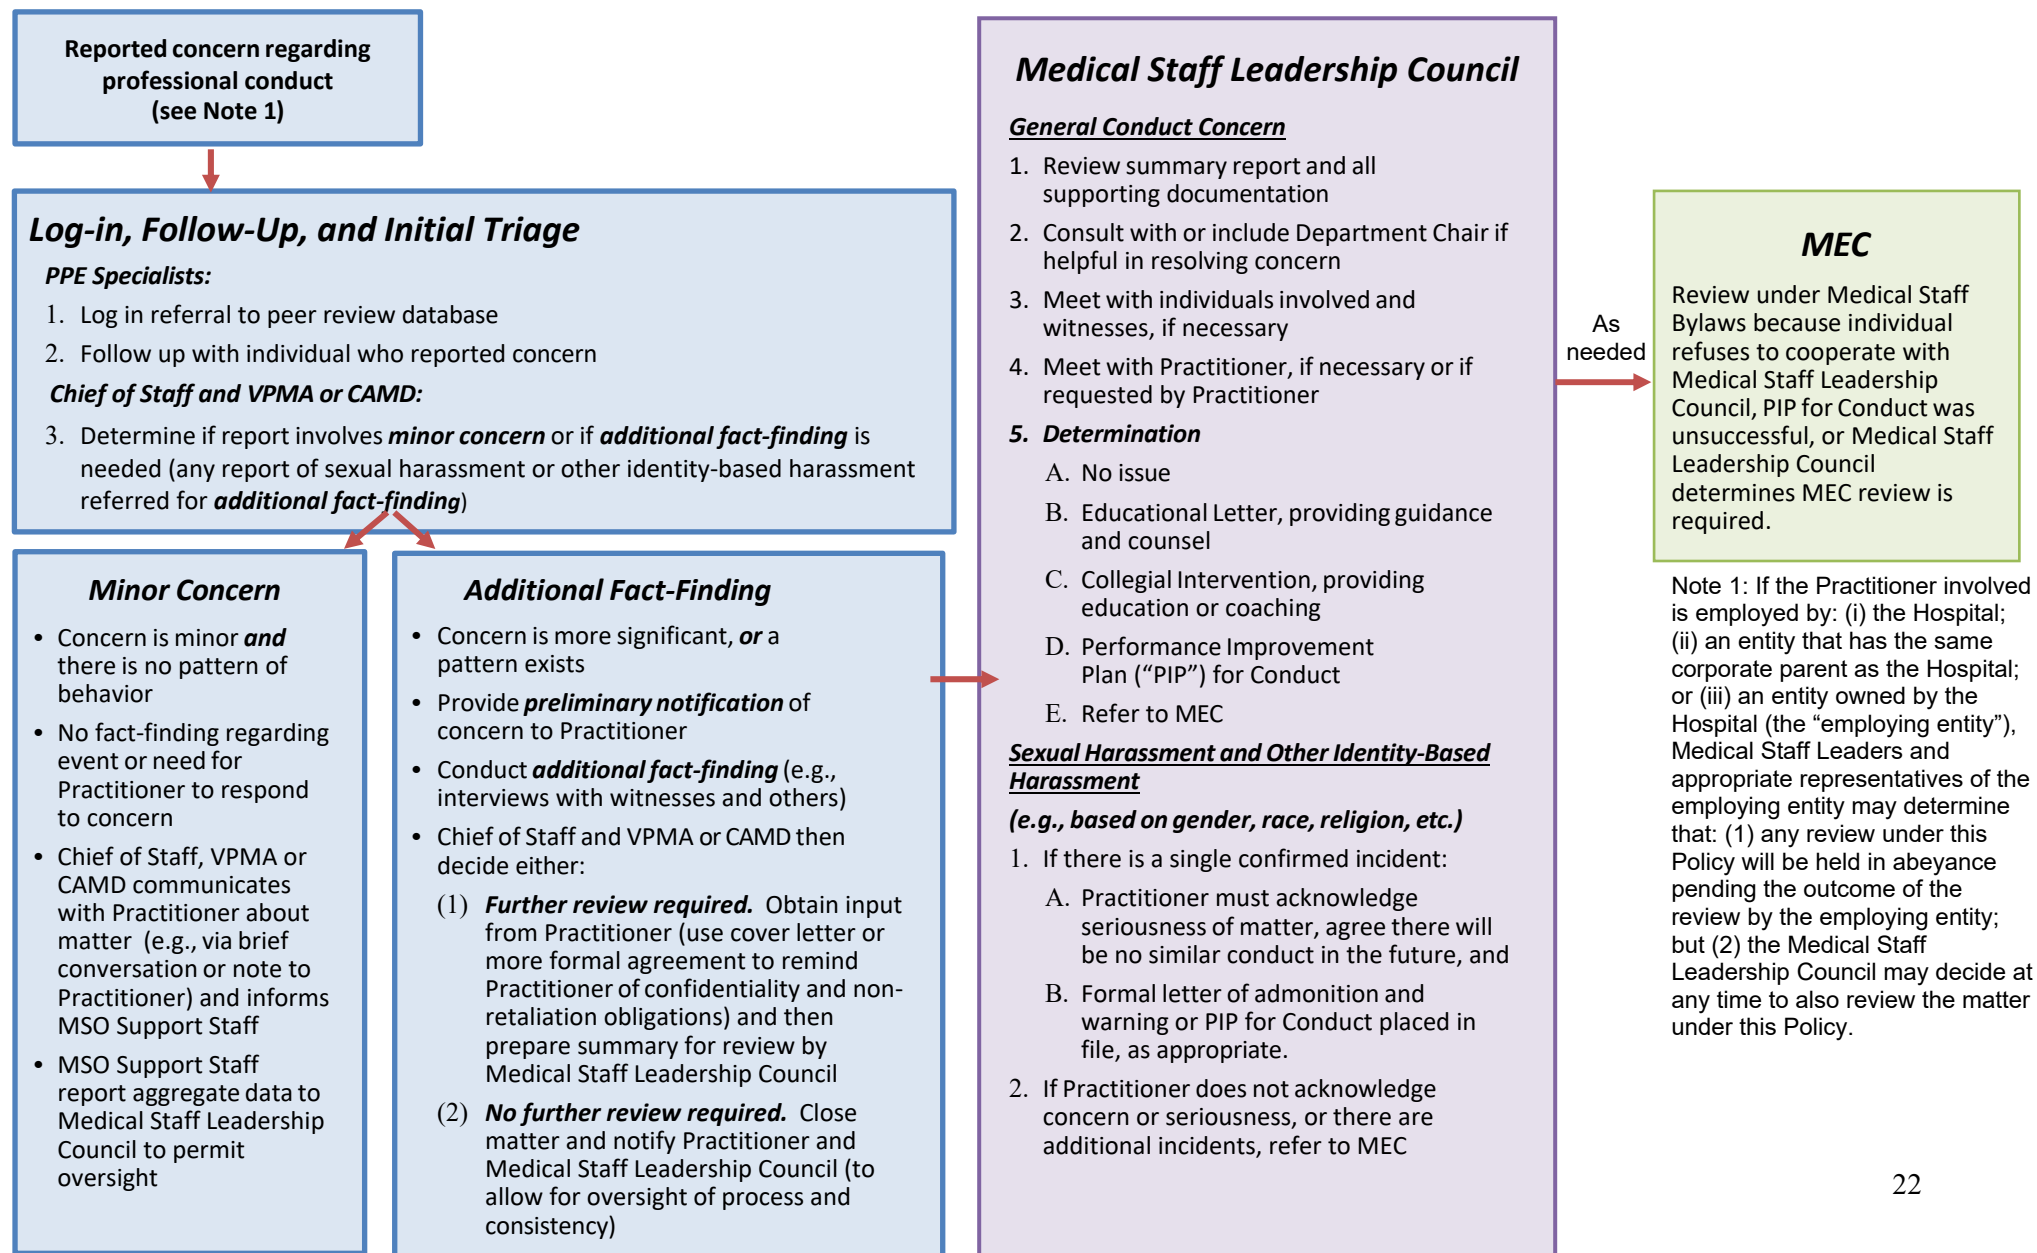 Reported concern regarding
professional conduct
(see Note 1)
Log-in, Follow-Up, and Initial Triage
PPE Specialists:
1. Log in referral to peer review database
2. Follow up with individual who reported concern
Chief of Staff and VPMA or CAMD:
3. Determine if report involves minor concern or if additional fact-finding is
needed (any report of sexual harassment or other identity-based harassment
referred for additional fact-finding)
Minor Concern
• Concern is minor and
there is no pattern of
behavior
• No fact-finding regarding
event or need for
Practitioner to respond
to concern
• Chief of Staff, VPMA or
CAMD communicates
with Practitioner about
matter (e.g., via brief
conversation or note to
Practitioner) and informs
MSO Support Staff
• MSO Support Staff
report aggregate data to
Medical Staff Leadership
Council to permit
oversight
Additional Fact-Finding
• Concern is more significant, or a
pattern exists
• Provide preliminary notification of
concern to Practitioner
• Conduct additional fact-finding (e.g.,
interviews with witnesses and others)
• Chief of Staff and VPMA or CAMD then
decide either:
(1) Further review required. Obtain input
from Practitioner (use cover letter or
more formal agreement to remind
Practitioner of confidentiality and non-
retaliation obligations) and then
prepare summary for review by
Medical Staff Leadership Council
(2) No further review required. Close
matter and notify Practitioner and
Medical Staff Leadership Council (to
allow for oversight of process and
consistency)
Medical Staff Leadership Council
General Conduct Concern
1. Review summary report and all
supporting documentation
2. Consult with or include Department Chair if
helpful in resolving concern
3. Meet with individuals involved and
witnesses, if necessary
4. Meet with Practitioner, if necessary or if
requested by Practitioner
5. Determination
A. No issue
B. Educational Letter, providing guidance
and counsel
C. Collegial Intervention, providing
education or coaching
D. Performance Improvement
Plan (“PIP”) for Conduct
E. Refer to MEC
Sexual Harassment and Other Identity-Based
Harassment
(e.g., based on gender, race, religion, etc.)
1. If there is a single confirmed incident:
A. Practitioner must acknowledge
seriousness of matter, agree there will
be no similar conduct in the future, and
B. Formal letter of admonition and
warning or PIP for Conduct placed in
file, as appropriate.
2. If Practitioner does not acknowledge
concern or seriousness, or there are
additional incidents, refer to MEC
As
needed
MEC
Review under Medical Staff
Bylaws because individual
refuses to cooperate with
Medical Staff Leadership
Council, PIP for Conduct was
unsuccessful, or Medical Staff
Leadership Council
determines MEC review is
required.
Note 1: If the Practitioner involved
is employed by: (i) the Hospital;
(ii) an entity that has the same
corporate parent as the Hospital;
or (iii) an entity owned by the
Hospital (the “employing entity”),
Medical Staff Leaders and
appropriate representatives of the
employing entity may determine
that: (1) any review under this
Policy will be held in abeyance
pending the outcome of the
review by the employing entity;
but (2) the Medical Staff
Leadership Council may decide at
any time to also review the matter
under this Policy.
22